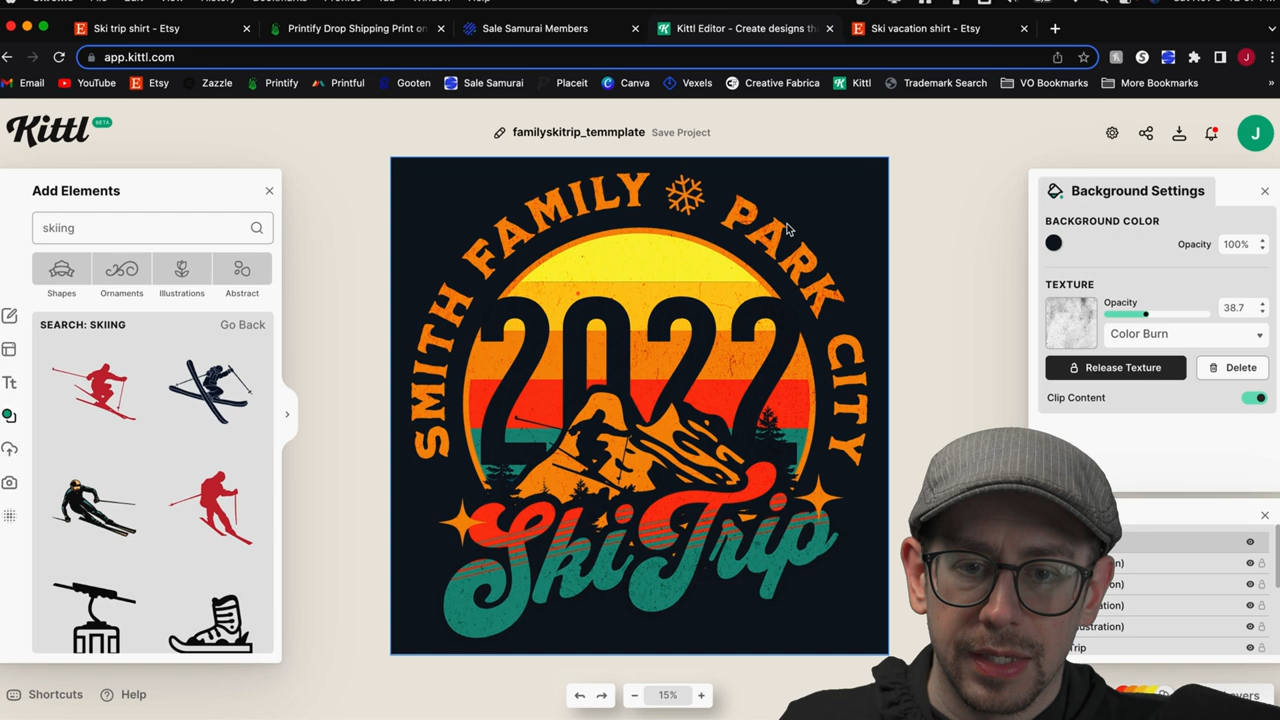 Ski trip shirt - Etsy
Printify Drop Shipping Print on
Sale Samurai Members
Kittl Editor - Create designs th
Ski vacation shirt - Etsy
app.kittl.com
J
Email
YouTube
Etsy
Zazzle
Printify
Printful
Gooten
Sale Samurai
Placeit
Canva
Vexels
Creative Fabrica
Kittl
Trademark Search
VO Bookmarks
More Bookmarks
Kittl BETA
familyskitrip_temmplate
Save Project
J
Add Elements
skiing
Shapes
Ornaments
Illustrations
Abstract
SEARCH: SKIING
Go Back
SMITH FAMILY
PARK CITY
2022
Ski Trip
Background Settings
BACKGROUND COLOR
Opacity
100%
TEXTURE
Opacity
38.7
Color Burn
Release Texture
Delete
Clip Content
Trip
Shortcuts
Help
15%